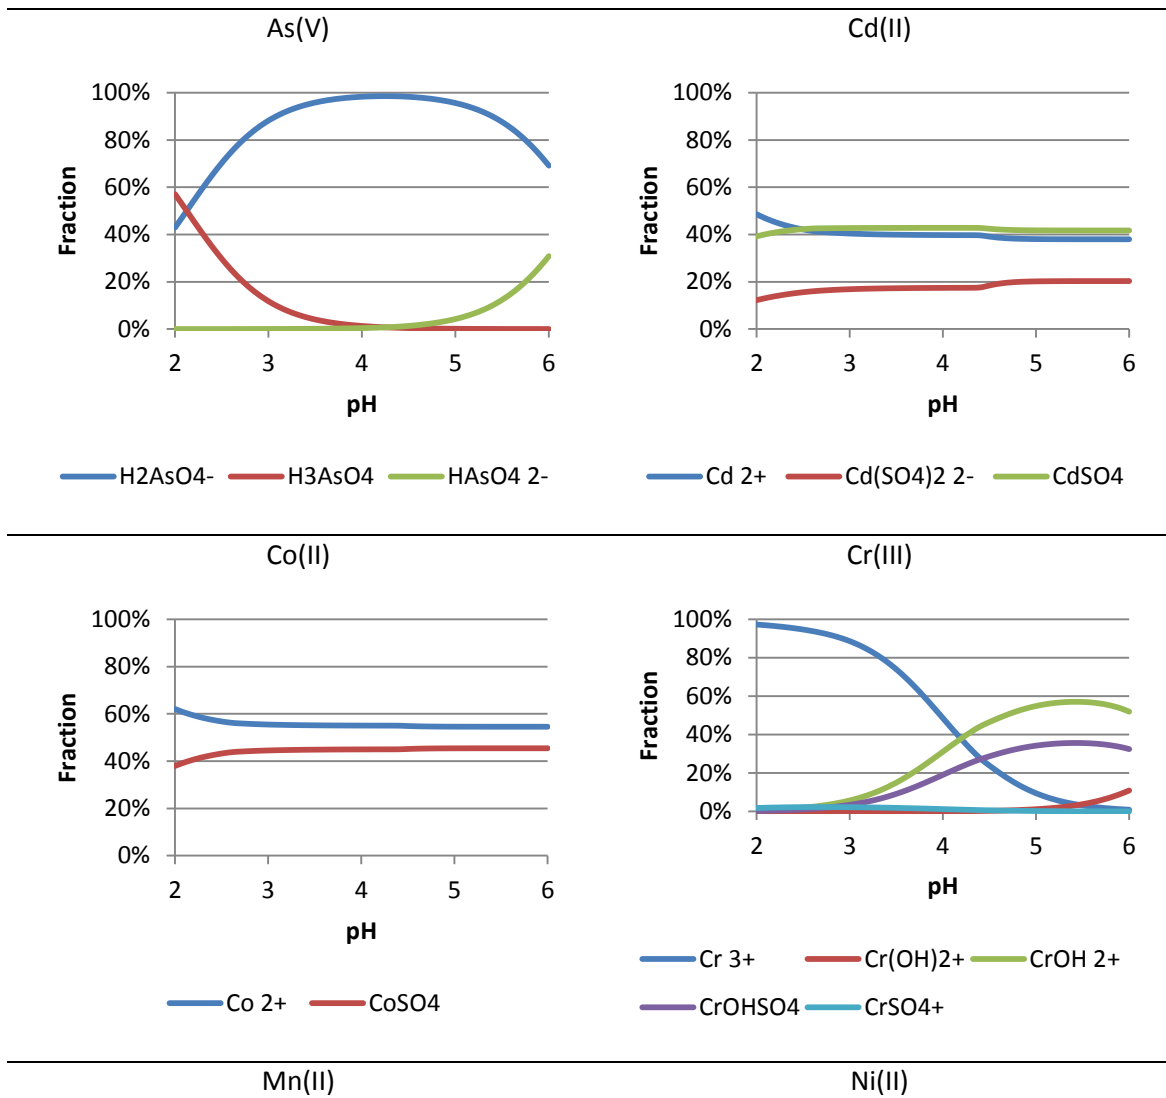 As(V)
Cd(II)
100%
80%
60%
40%
20%
0%
Fraction
2 3 4 5 6
pH
H2AsO4- H3AsO4 HAsO4 2-
100%
80%
60%
40%
20%
0%
Fraction
2 3 4 5 6
pH
Cd 2+ Cd(SO4)2 2- CdSO4
Co(II)
Cr(III)
100%
80%
60%
40%
20%
0%
Fraction
2 3 4 5 6
pH
Co 2+ CoSO4
100%
80%
60%
40%
20%
0%
Fraction
2 3 4 5 6
pH
Cr 3+ Cr(OH)2+ CrOH 2+
CrOHSO4 CrSO4+
Mn(II)
Ni(II)